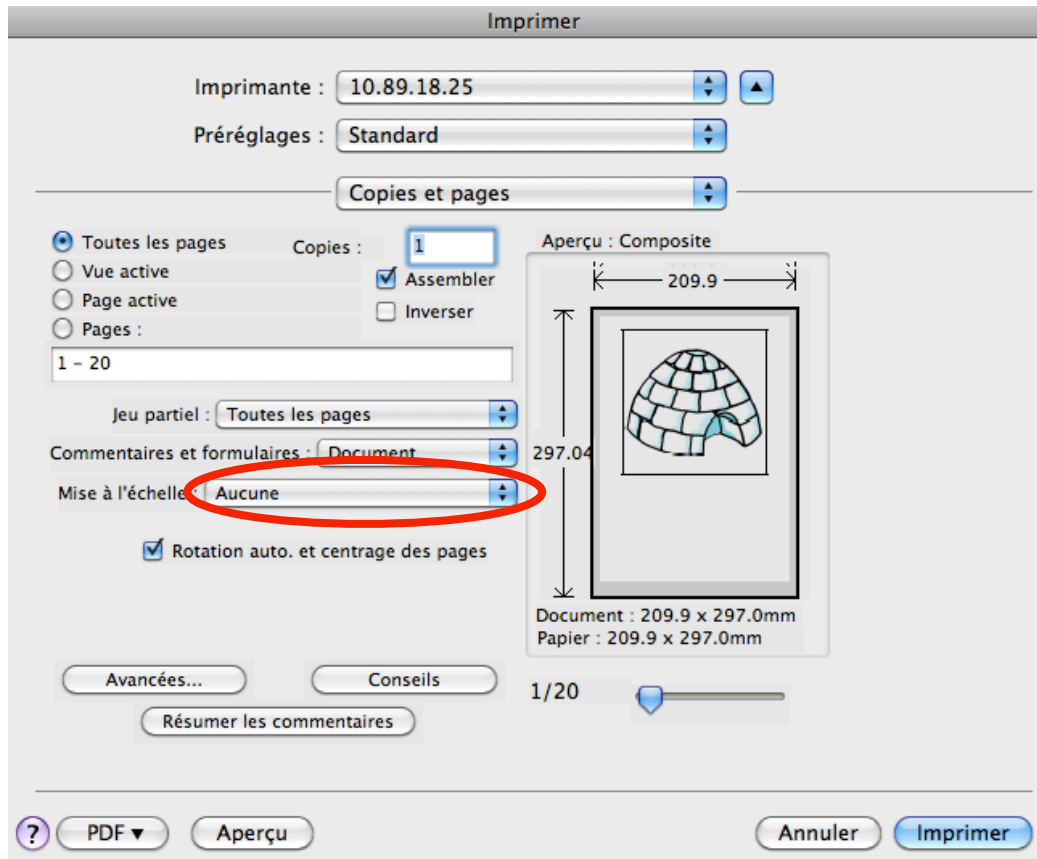 Imprimer
Imprimante : 10.89.18.25
Préréglages : Standard
Copies et pages
Toutes les pages
Copies : 1
Vue active
Assembler
Page active
Inverser
Pages :
1 – 20
Jeu partiel : Toutes les pages
Commentaires et formulaires : Document
Mise à l'échelle : Aucune
Rotation auto. et centrage des pages
Avancées...
Conseils
Résumer les commentaires
Aperçu : Composite
209.9
297.04
Document : 209.9 x 297.0mm
Papier : 209.9 x 297.0mm
1/20
? PDF ▼ Aperçu Annuler Imprimer